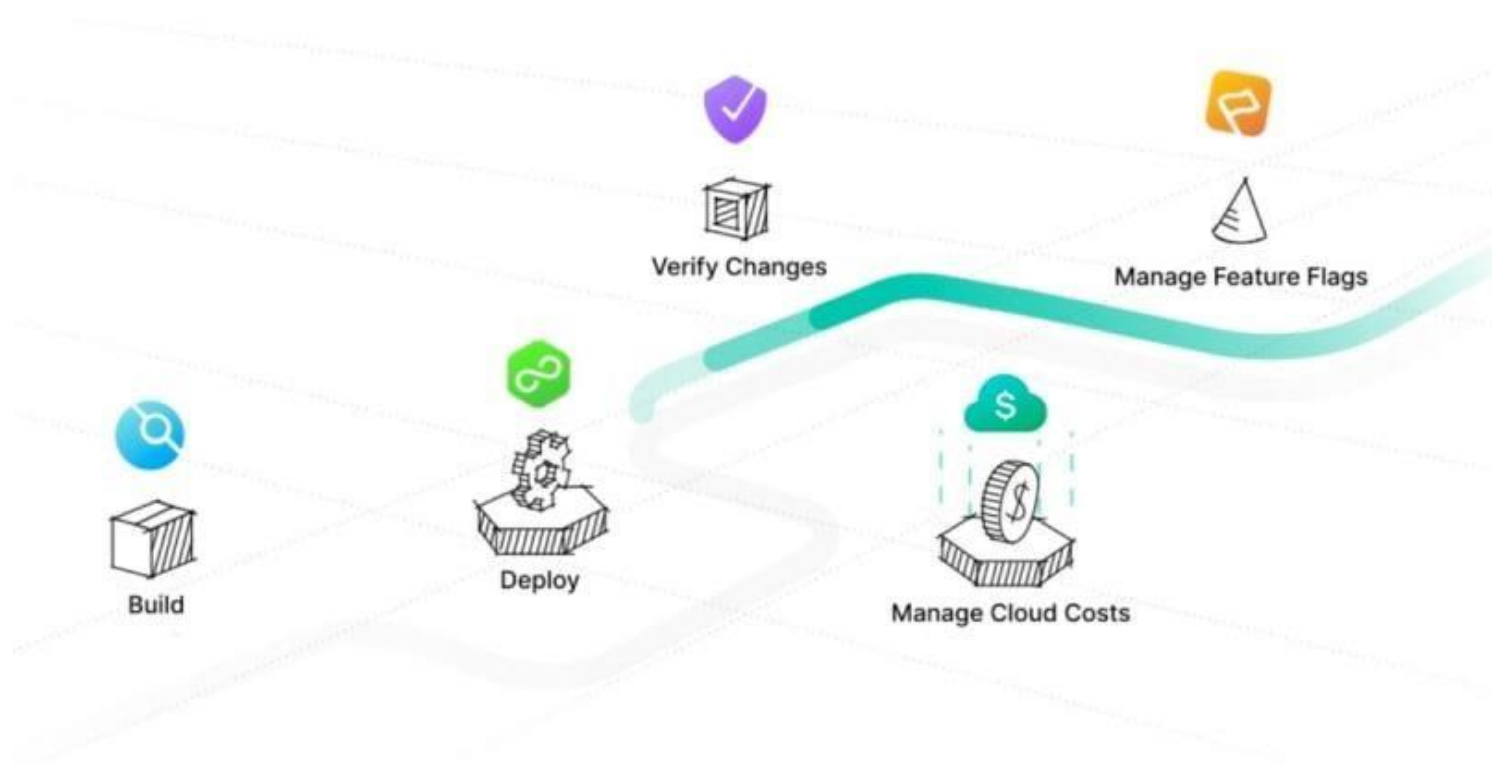 Verify Changes
Manage Feature Flags
$
$
Deploy
Build
Manage Cloud Costs